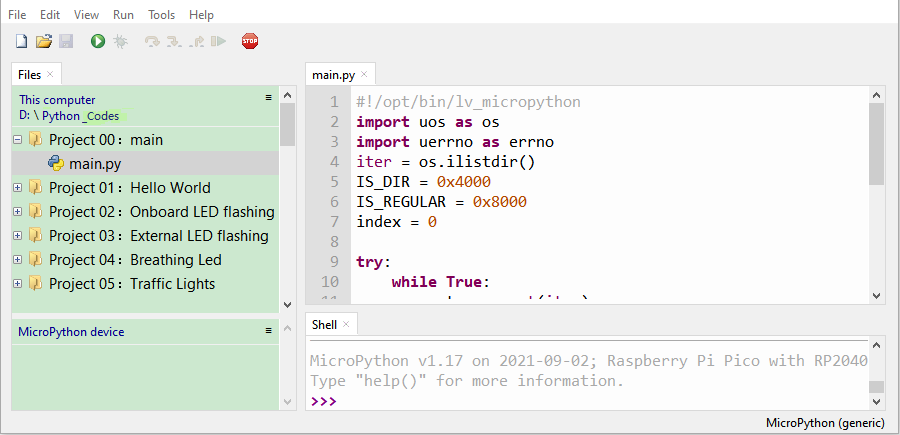 File Edit View Run Tools Help
STOP
Files
This computer
D: \ Python _Codes
Project 00：main
main.py
Project 01：Hello World
Project 02：Onboard LED flashing
Project 03：External LED flashing
Project 04：Breathing Led
Project 05：Traffic Lights
MicroPython device
main.py
1 #!/opt/bin/lv_micropython
2 import uos as os
3 import uerrno as errno
4 iter = os.ilistdir()
5 IS_DIR = 0x4000
6 IS_REGULAR = 0x8000
7 index = 0
8
9 try:
10 while True:
Shell
MicroPython v1.17 on 2021-09-02; Raspberry Pi Pico with RP2040
Type "help()" for more information.
>>>
MicroPython (generic)